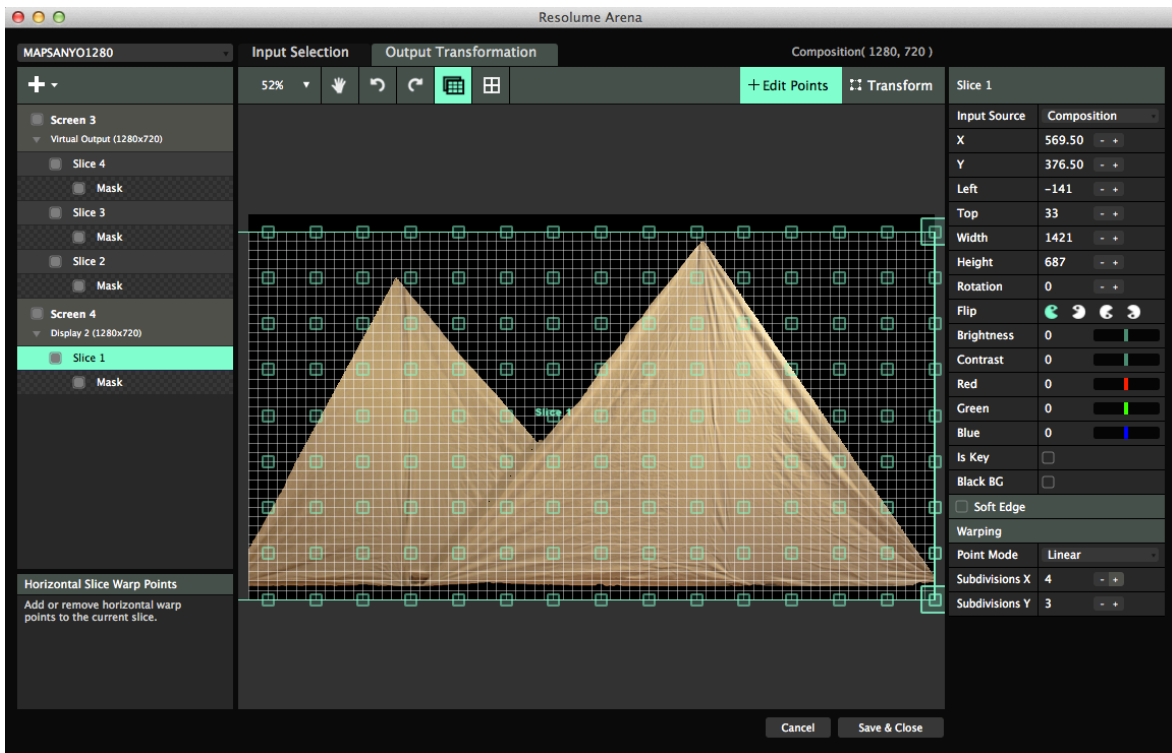 Resolume Arena
MAPSANYO1280
Input Selection
Output Transformation
Composition( 1280, 720 )
52%
+ Edit Points
Transform
Screen 3
Virtual Output (1280x720)
Slice 4
Mask
Slice 3
Mask
Slice 2
Mask
Screen 4
Display 2 (1280x720)
Slice 1
Mask
Slice 1
Slice 1
Input Source Composition
X 569.50 - +
Y 376.50 - +
Left -141 - +
Top 33 - +
Width 1421 - +
Height 687 - +
Rotation 0 - +
Flip
Brightness 0
Contrast 0
Red 0
Green 0
Blue 0
Is Key
Black BG
Soft Edge
Warping
Point Mode Linear
Subdivisions X 4 - +
Subdivisions Y 3 - +
Horizontal Slice Warp Points
Add or remove horizontal warp
points to the current slice.
Cancel
Save & Close